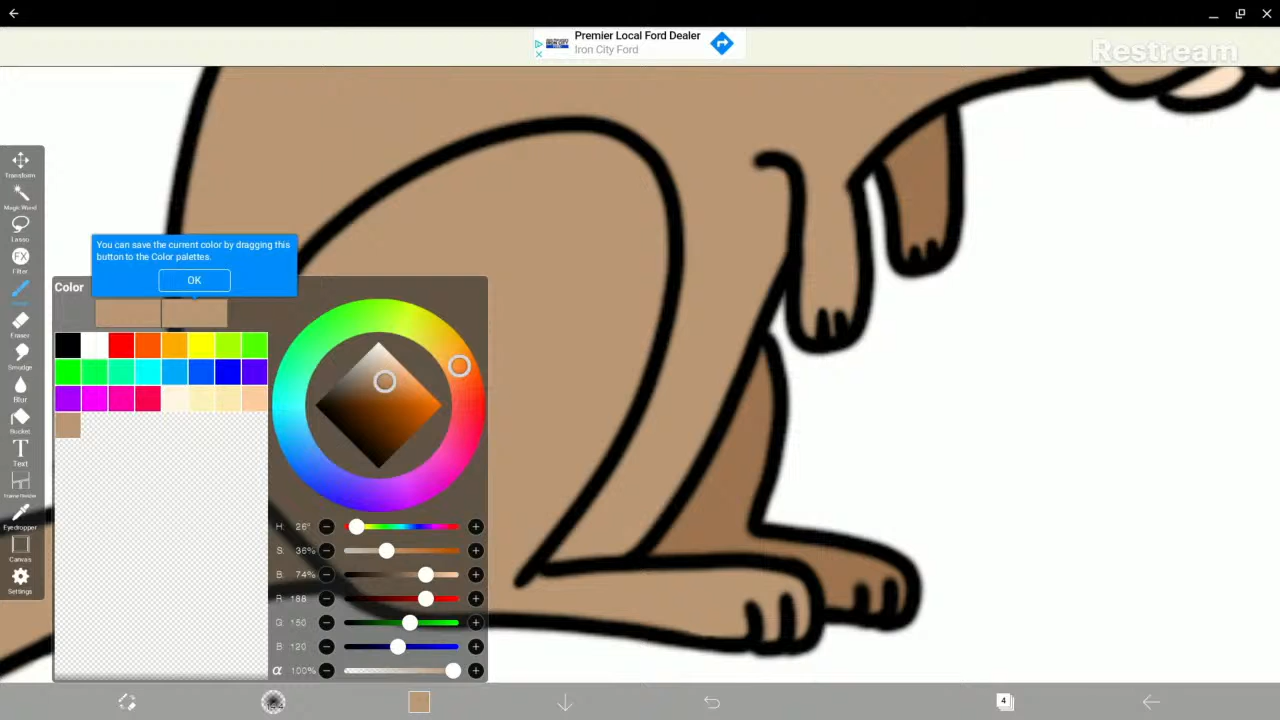 Premier Local Ford Dealer
Iron City Ford
Restream
Transform
Magic Wand
Lasso
FX
Filter
Eraser
Smudge
Blur
Bucket
T
Text
Eyedropper
Canvas
Settings
You can save the current color by dragging this
button to the Color palettes.
OK
Color
H: 26°
S: 36%
B: 74%
R: 188
G: 150
B: 120
α 100%
4